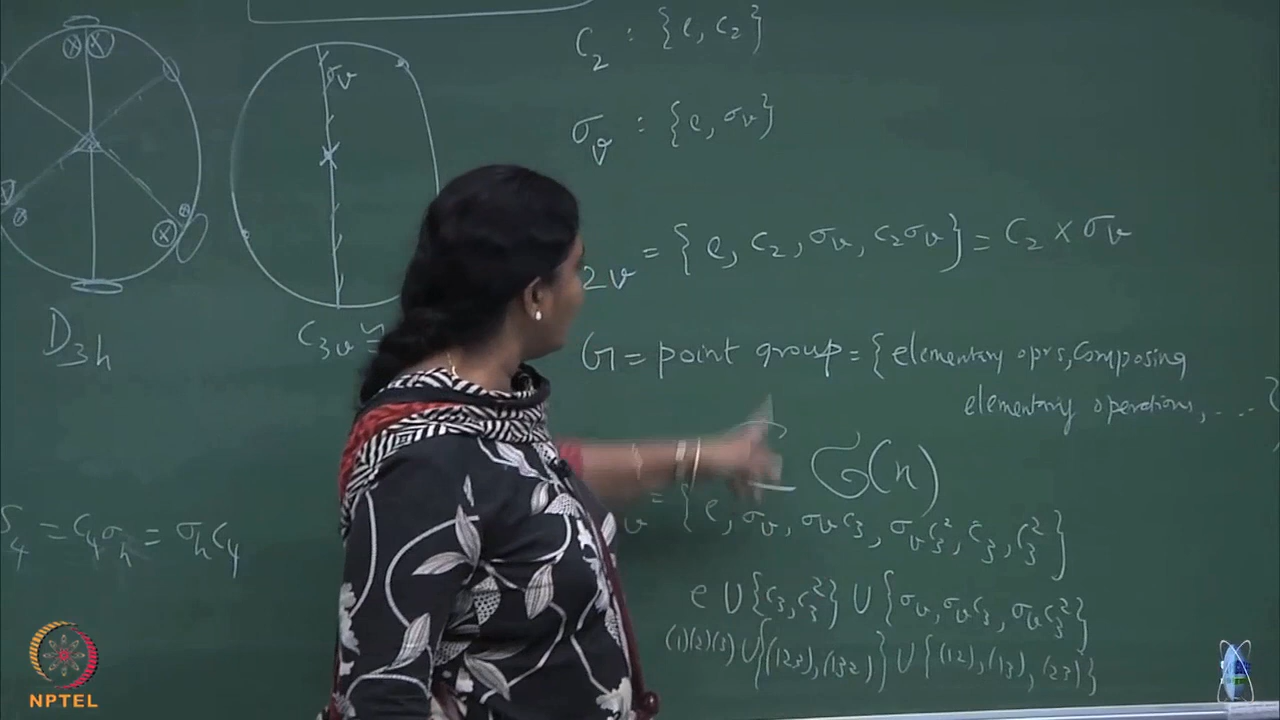 C₂ : {e, C₂}
σᵥ : {e, σᵥ}
σᵥ
₂ᵥ = {e, C₂, σᵥ, C₂σᵥ} = C₂ × σᵥ
D₃ₕ
C₃ᵥ ≃
G = point group = {elementary oprs, composing
elementary operations, .... }
G(n)
S₄ = C₄σₕ = σₕC₄
ᵥ = {e, σᵥ, σᵥC₃, σᵥC₃², C₃, C₃²}
e ∪ {C₃, C₃²} ∪ {σᵥ, σᵥC₃, σᵥC₃²}
(1)(2)(3) ∪ {(123), (132)} ∪ {(12), (13), (23)}
NPTEL